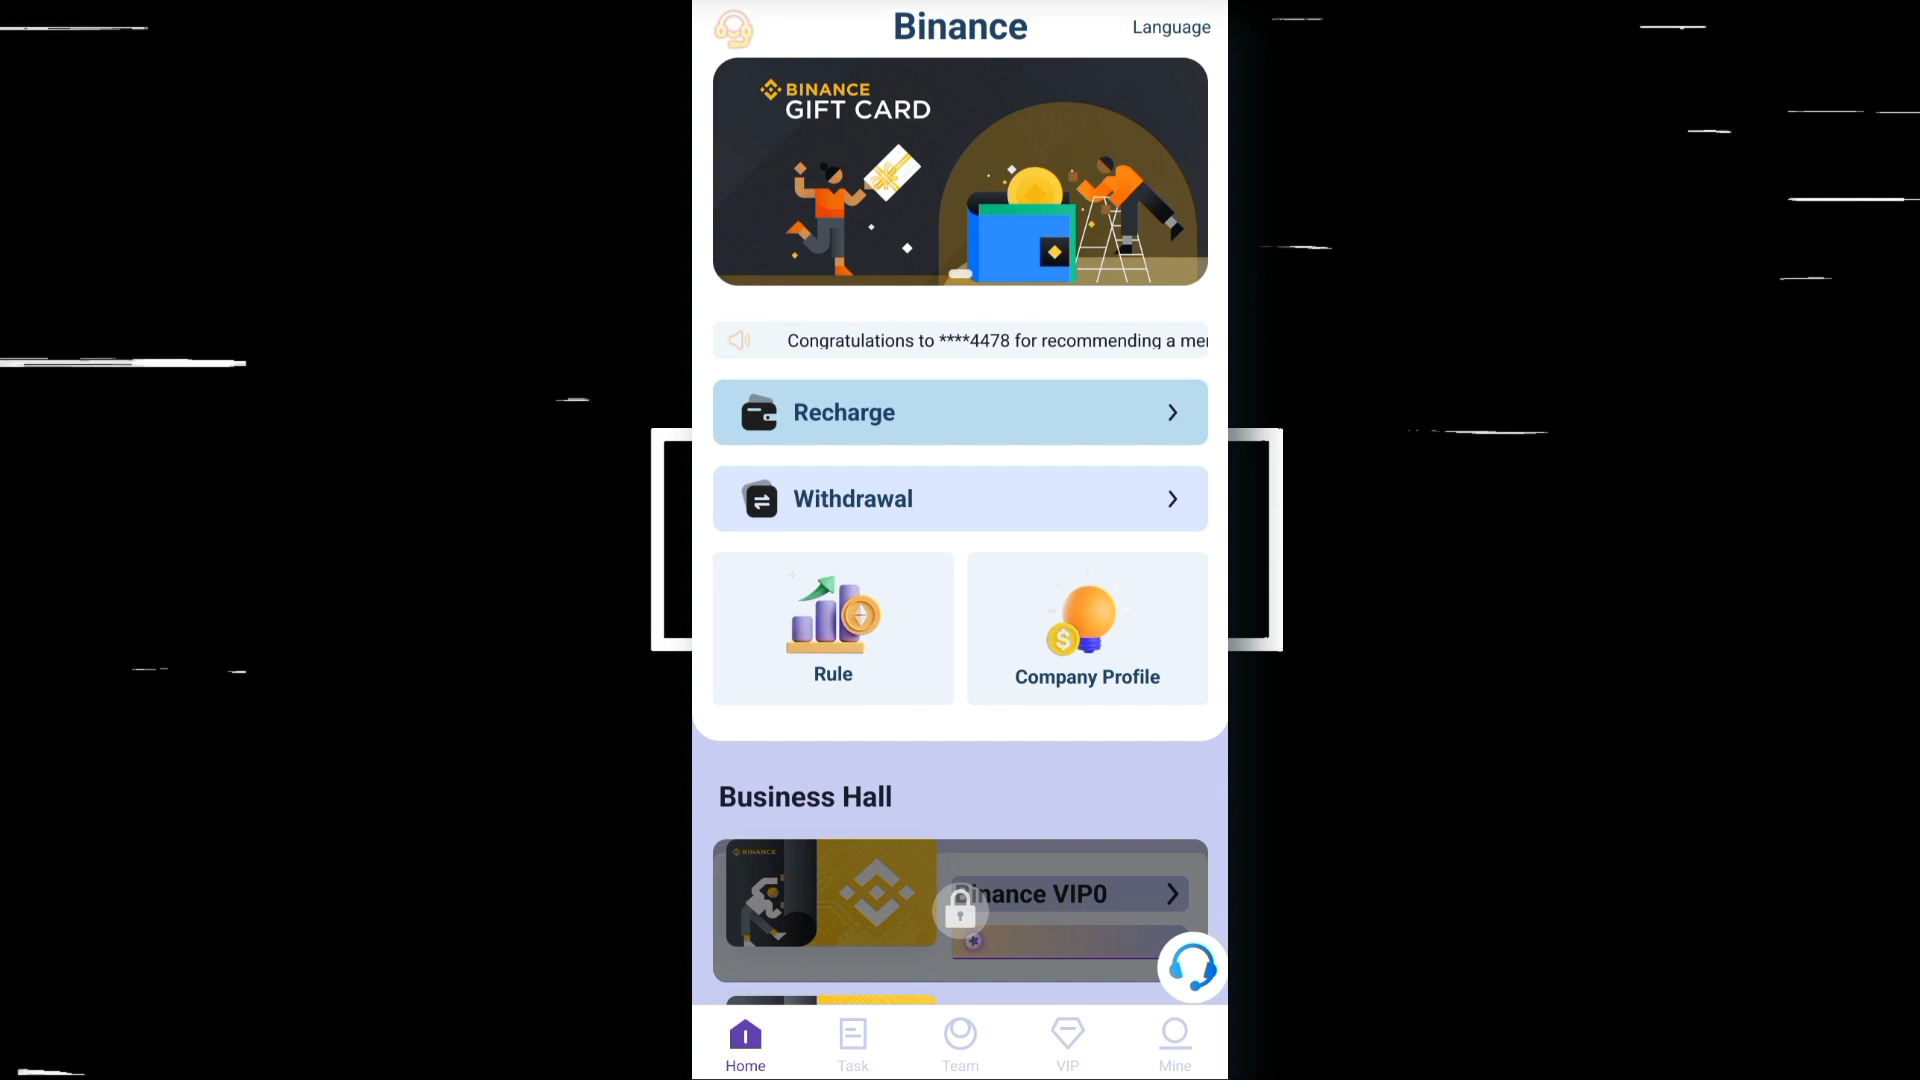 Binance
Language
BINANCE
GIFT CARD
Congratulations to ****4478 for recommending a
Recharge
Withdrawal
Rule
Company Profile
Business Hall
BINANCE
Binance VIP0
Home
Task
Team
VIP
Mine